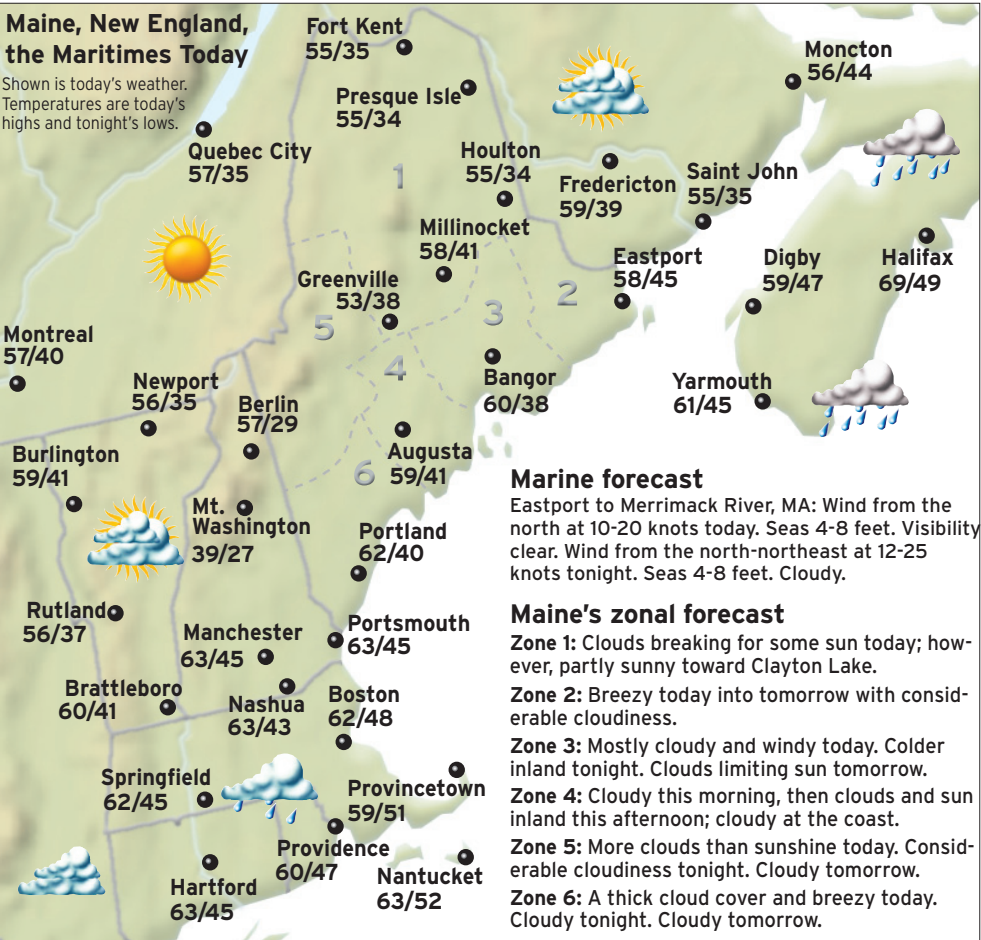 Maine, New England,
the Maritimes Today
Shown is today's weather.
Temperatures are today's
highs and tonight's lows.
Fort Kent
55/35
Presque Isle
55/34
Moncton
56/44
Quebec City
57/35
1
Houlton
55/34
Fredericton
59/39
Saint John
55/35
Millinocket
58/41
Greenville
53/38
Eastport
58/45
Digby
59/47
Halifax
69/49
2
3
5
4
Montreal
57/40
Newport
56/35
Berlin
57/29
Bangor
60/38
Yarmouth
61/45
Burlington
59/41
Augusta
59/41
6
Mt.
Washington
39/27
Portland
62/40
Rutland
56/37
Manchester
63/45
Portsmouth
63/45
Brattleboro
60/41
Nashua
63/43
Boston
62/48
Springfield
62/45
Provincetown
59/51
Providence
60/47
Nantucket
63/52
Hartford
63/45
Marine forecast
Eastport to Merrimack River, MA: Wind from the
north at 10-20 knots today. Seas 4-8 feet. Visibility
clear. Wind from the north-northeast at 12-25
knots tonight. Seas 4-8 feet. Cloudy.
Maine's zonal forecast
Zone 1: Clouds breaking for some sun today; how-
ever, partly sunny toward Clayton Lake.
Zone 2: Breezy today into tomorrow with consid-
erable cloudiness.
Zone 3: Mostly cloudy and windy today. Colder
inland tonight. Clouds limiting sun tomorrow.
Zone 4: Cloudy this morning, then clouds and sun
inland this afternoon; cloudy at the coast.
Zone 5: More clouds than sunshine today. Consid-
erable cloudiness tonight. Cloudy tomorrow.
Zone 6: A thick cloud cover and breezy today.
Cloudy tonight. Cloudy tomorrow.